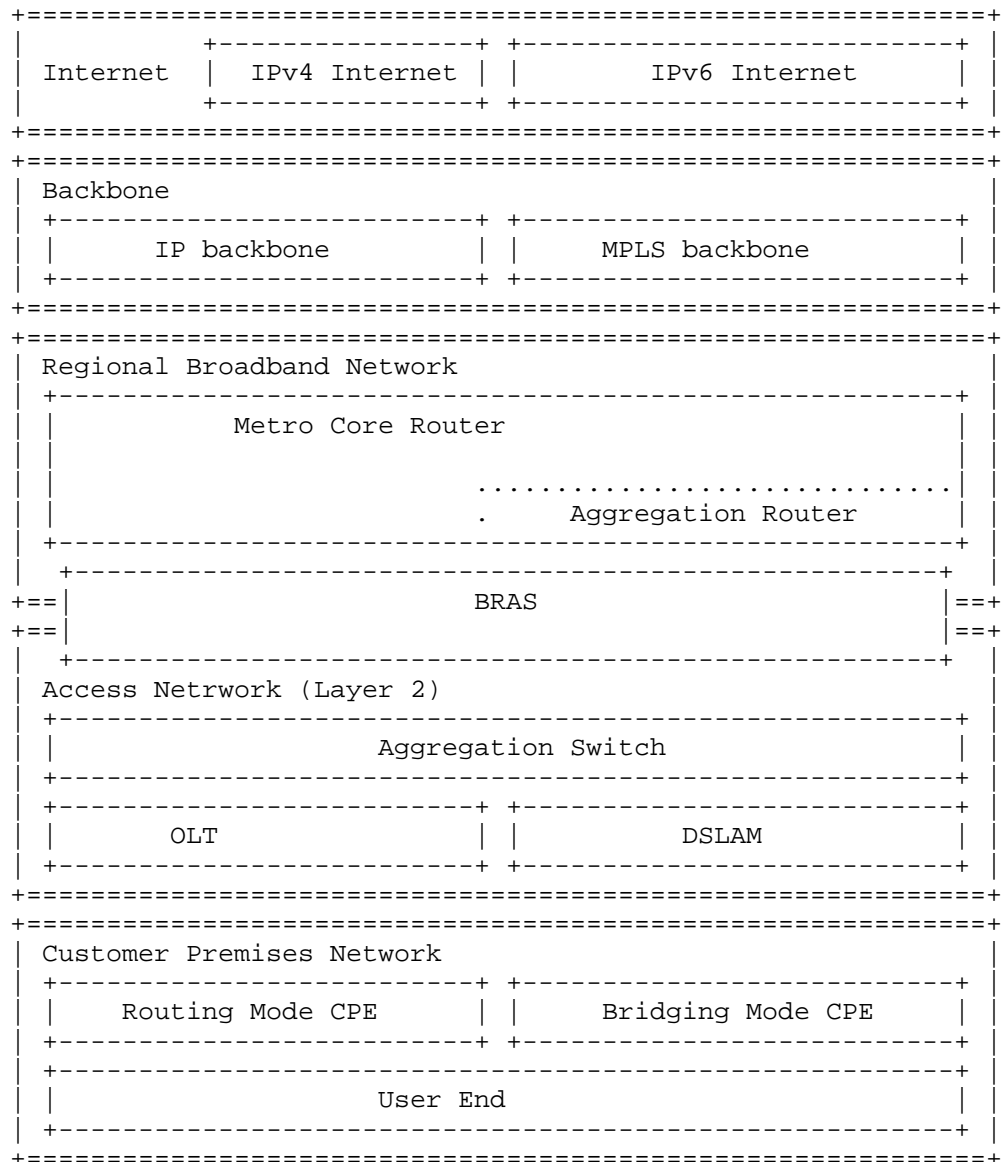 Internet IPv4 Internet IPv6 Internet
Backbone
IP backbone MPLS backbone
Regional Broadband Network
Metro Core Router
Aggregation Router
BRAS
Access Netrwork (Layer 2)
Aggregation Switch
OLT DSLAM
Customer Premises Network
Routing Mode CPE Bridging Mode CPE
User End